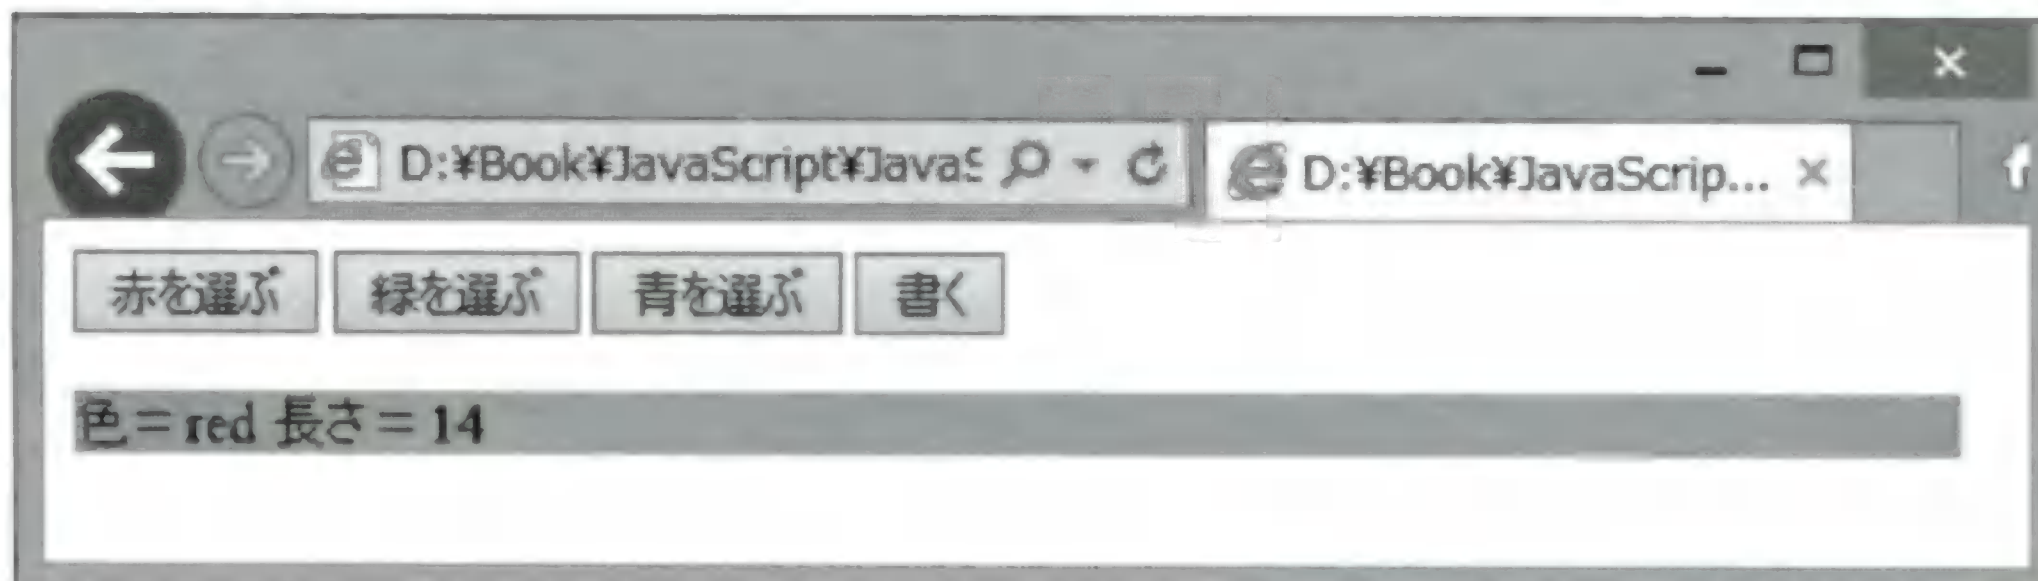 D:¥Book¥JavaScript¥JavaS D:¥Book¥JavaScrip...
赤を選ぶ 緑を選ぶ 青を選ぶ 書く
色＝red 長さ＝14